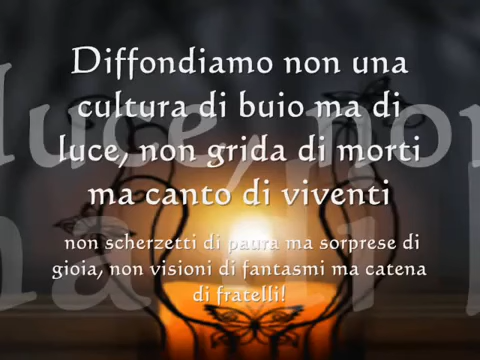 Diffondiamo non una
cultura di buio ma di
luce, non grida di morti
ma canto di viventi
non scherzetti di paura ma sorprese di
gioia, non visioni di fantasmi ma catena
di fratelli!